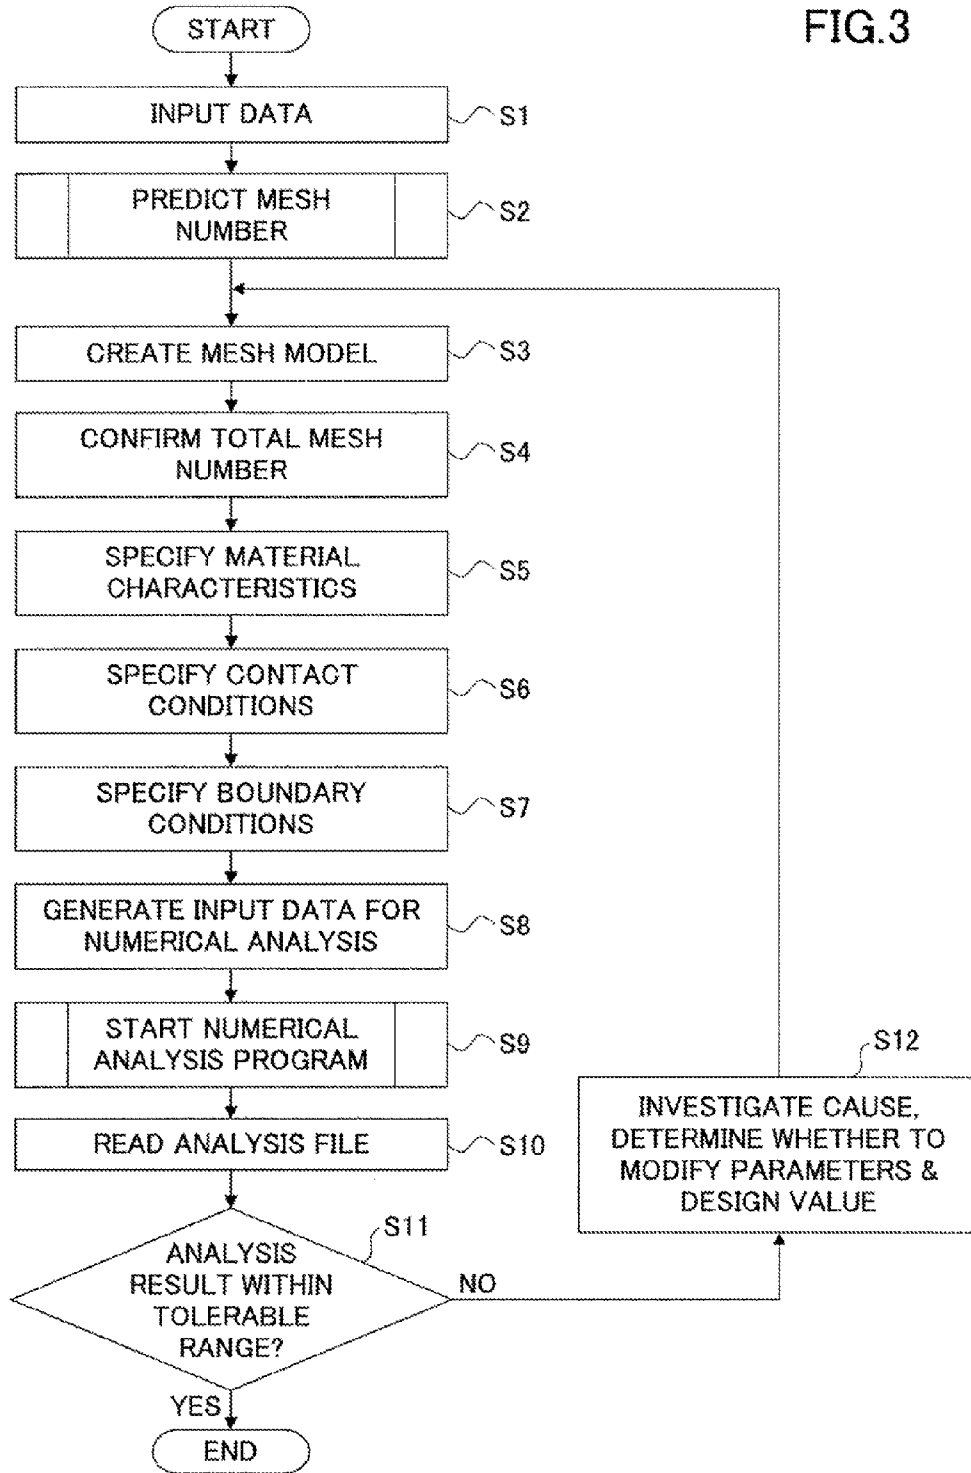 FIG.3
START
INPUT DATA
S1
PREDICT MESH
NUMBER
S2
CREATE MESH MODEL
S3
CONFIRM TOTAL MESH
NUMBER
S4
SPECIFY MATERIAL
CHARACTERISTICS
S5
SPECIFY CONTACT
CONDITIONS
S6
SPECIFY BOUNDARY
CONDITIONS
S7
GENERATE INPUT DATA FOR
NUMERICAL ANALYSIS
S8
START NUMERICAL
ANALYSIS PROGRAM
S9
READ ANALYSIS FILE
S10
ANALYSIS
RESULT WITHIN
TOLERABLE
RANGE?
S11
NO
S12
INVESTIGATE CAUSE,
DETERMINE WHETHER TO
MODIFY PARAMETERS &
DESIGN VALUE
YES
END